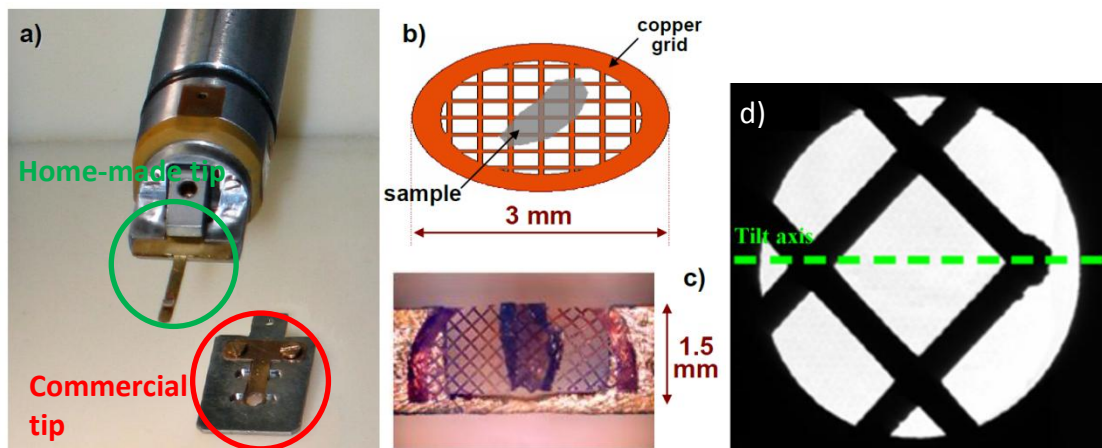 a)
Home-made tip
Commercial
tip
b)
copper
grid
sample
3 mm
c)
1.5
mm
d)
Tilt axis